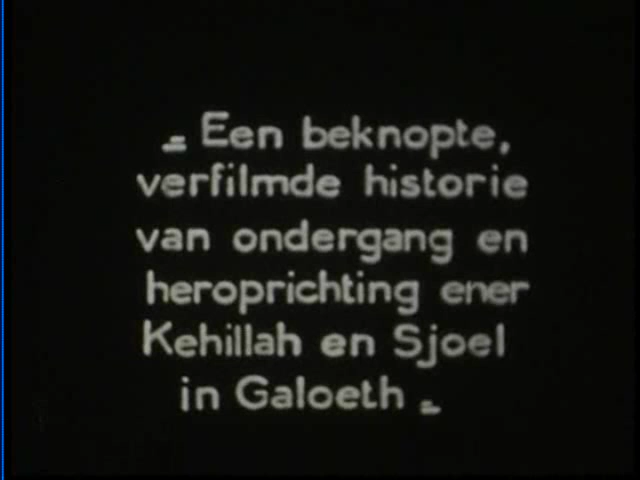 „Een beknopte,
verfilmde historie
van ondergang en
heroprichting ener
Kehillah en Sjoel
in Galoeth„